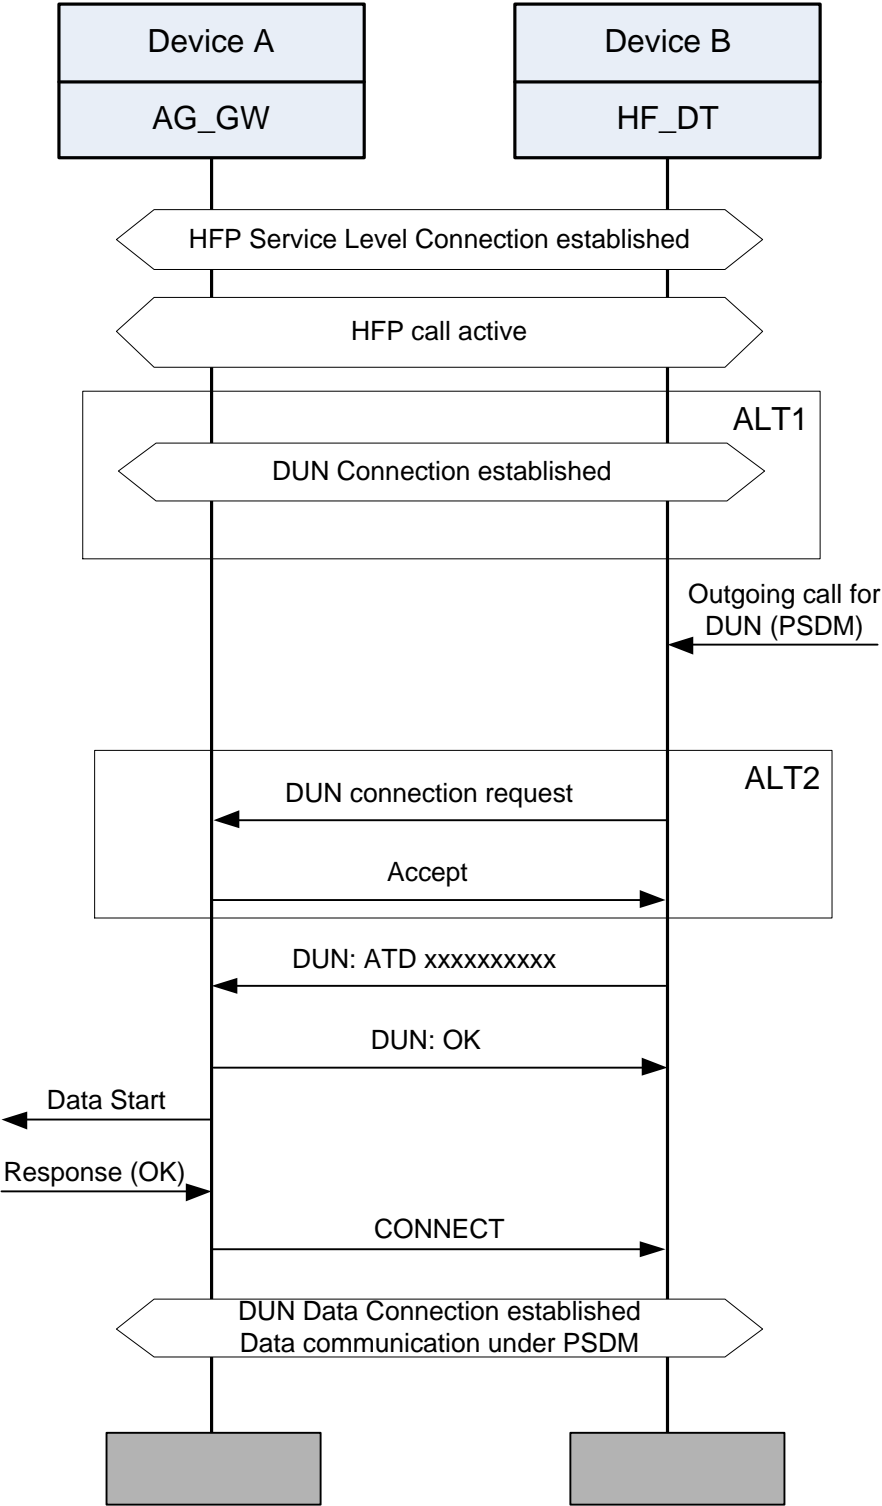 Device A
Device B
AG_GW
HF_DT
HFP Service Level Connection established
HFP call active
ALT1
DUN Connection established
Outgoing call for
DUN (PSDM)
ALT2
DUN connection request
Accept
DUN: ATD xxxxxxxxxx
DUN: OK
Data Start
Response (OK)
CONNECT
DUN Data Connection established
Data communication under PSDM